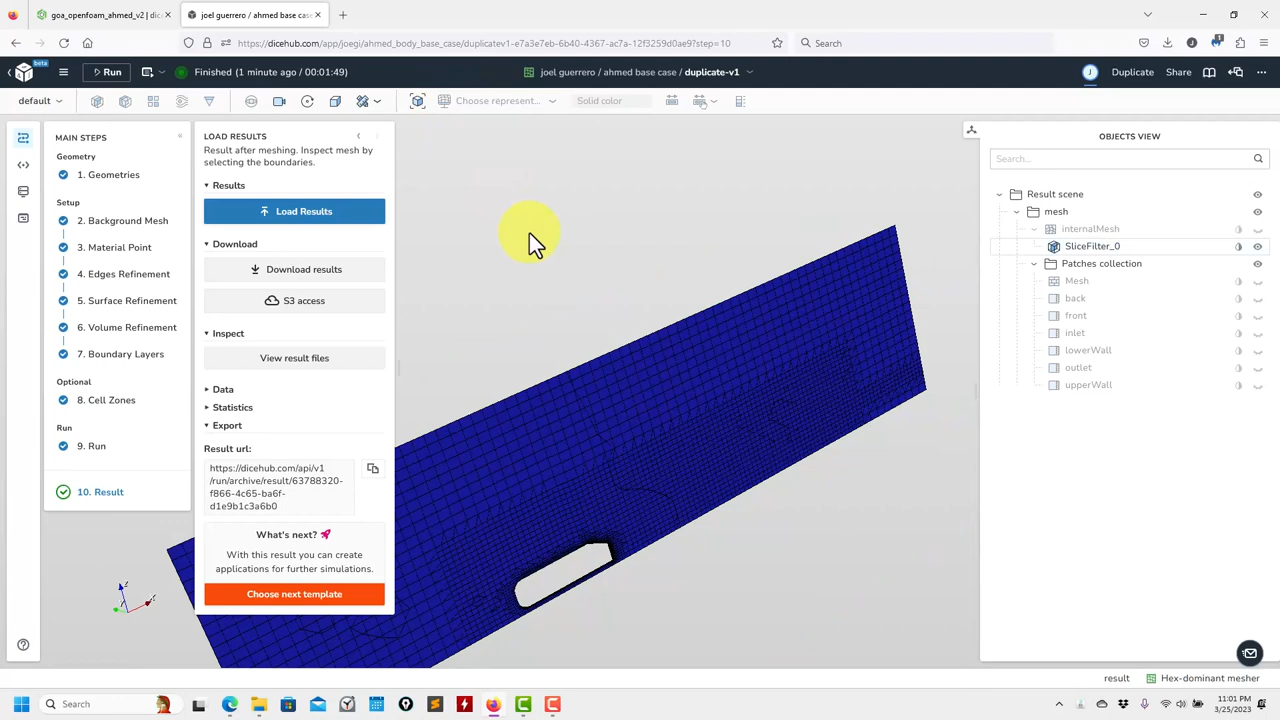 goa_openfoam_ahmed_v2 | dice
joel guerrero / ahmed base case
https://dicehub.com/app/joegi/ahmed_body_base_case/duplicatev1e7a3e7eb-6b40-4367-ac7a-12f3259d0ae9?step=10
Search
beta
Run
Finished (1 minute ago / 00:01:49)
joel guerrero / ahmed base case / duplicate-v1
J
Duplicate
Share
default
Choose represent...
Solid color
MAIN STEPS
Geometry
1. Geometries
Setup
2. Background Mesh
3. Material Point
4. Edges Refinement
5. Surface Refinement
6. Volume Refinement
7. Boundary Layers
Optional
8. Cell Zones
Run
9. Run
10. Result
LOAD RESULTS
Result after meshing. Inspect mesh by
selecting the boundaries.
Results
Load Results
Download
Download results
S3 access
Inspect
View result files
Data
Statistics
Export
Result url:
https://dicehub.com/api/v1
/run/archive/result/63788320-
f866-4c65-ba6f-
d1e9b1c3a6b0
What's next? 🚀
With this result you can create
applications for further simulations.
Choose next template
OBJECTS VIEW
Search...
Result scene
mesh
internalMesh
SliceFilter_0
Patches collection
Mesh
back
front
inlet
lowerWall
outlet
upperWall
result
Hex-dominant mesher
Search
11:01 PM
3/25/2023